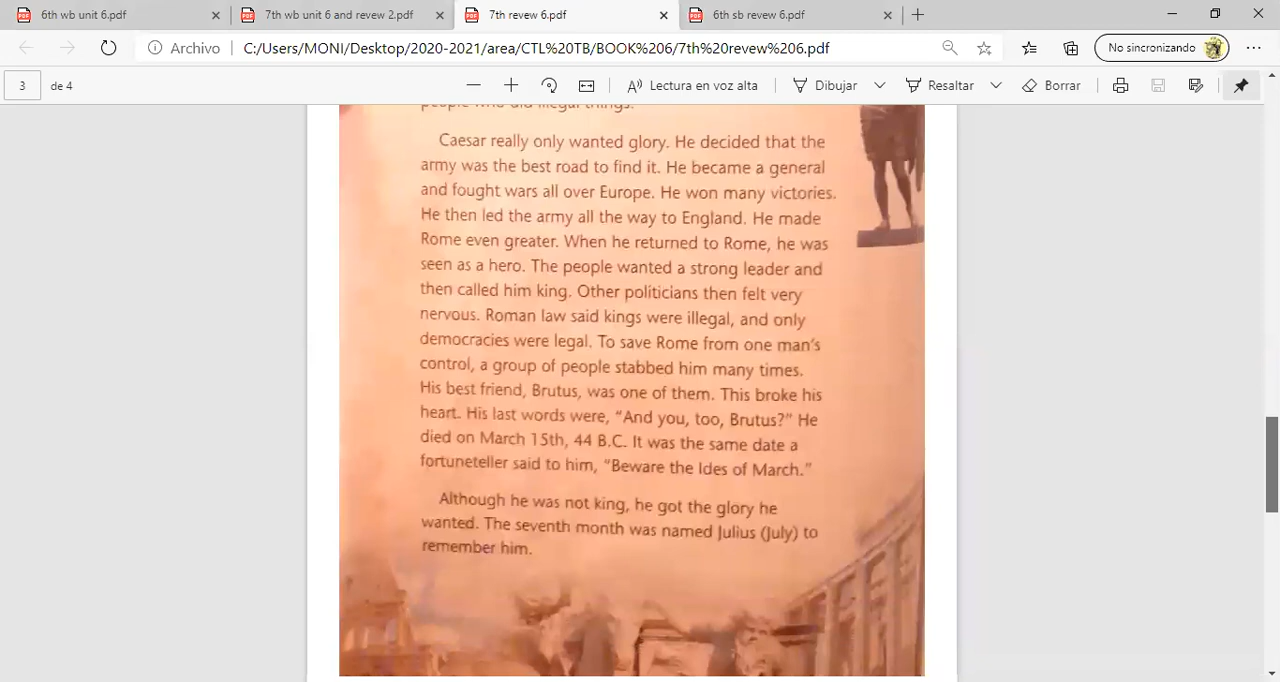 6th wb unit 6.pdf
7th wb unit 6 and revew 2.pdf
7th revew 6.pdf
6th sb revew 6.pdf
Archivo
C:/Users/MONI/Desktop/2020-2021/area/CTL%20TB/BOOK%206/7th%20revew%206.pdf
No sincronizando
3 de 4
Lectura en voz alta
Dibujar
Resaltar
Borrar
people who did illegal things.
Caesar really only wanted glory. He decided that the
army was the best road to find it. He became a general
and fought wars all over Europe. He won many victories.
He then led the army all the way to England. He made
Rome even greater. When he returned to Rome, he was
seen as a hero. The people wanted a strong leader and
then called him king. Other politicians then felt very
nervous. Roman law said kings were illegal, and only
democracies were legal. To save Rome from one man's
control, a group of people stabbed him many times.
His best friend, Brutus, was one of them. This broke his
heart. His last words were, "And you, too, Brutus?" He
died on March 15th, 44 B.C. It was the same date a
fortuneteller said to him, "Beware the Ides of March."
Although he was not king, he got the glory he
wanted. The seventh month was named Julius (July) to
remember him.